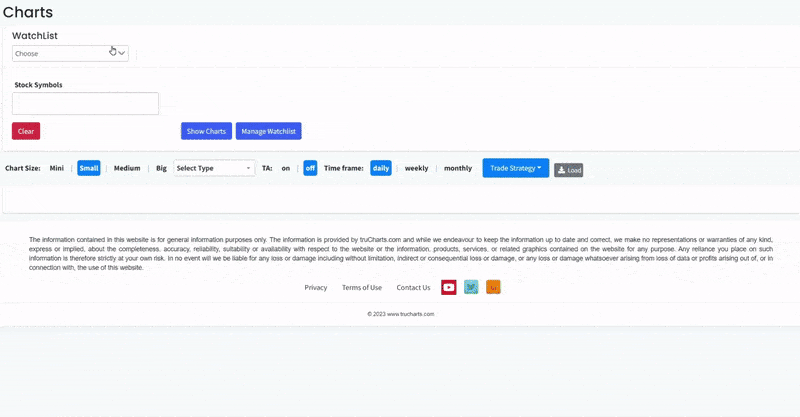 Charts
WatchList
Choose
Stock Symbols
Clear
Show Charts
Manage Watchlist
Chart Size: Mini | Small | Medium | Big Select Type TA: on | off Time frame: daily | weekly | monthly Trade Strategy Load
The information contained in this website is for general information purposes only. The information is provided by truCharts.com and while we endeavour to keep the information up to date and correct, we make no representations or warranties of any kind,
express or implied, about the completeness, accuracy, reliability, suitability or availability with respect to the website or the information, products, services, or related graphics contained on the website for any purpose. Any reliance you place on such
information is therefore strictly at your own risk. In no event will we be liable for any loss or damage including without limitation, indirect or consequential loss or damage, or any loss or damage whatsoever arising from loss of data or profits arising out of, or in
connection with, the use of this website.
Privacy Terms of Use Contact Us
© 2023 www.trucharts.com